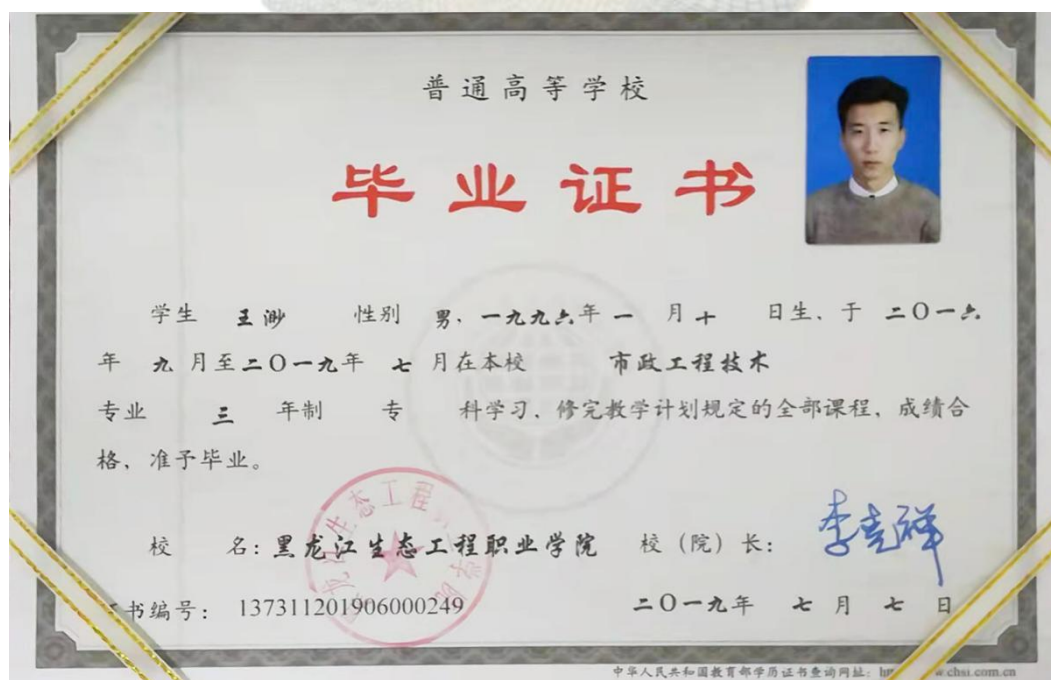 普通高等学校
毕业证书
学生 王渺 性别 男，一九九六年 一 月 十 日生，于 二〇一六
年 九 月至二〇一九年 七 月在本校 市政工程技术
专业 三 年制 专 科学习，修完教学计划规定的全部课程，成绩合
格，准予毕业。
校 名：黑龙江生态工程职业学院 校（院）长：李克祥
书编号： 137311201906000249 二〇一九年 七 月 七 日
中华人民共和国教育部学历证书查询网址： w.chsi.com.cn